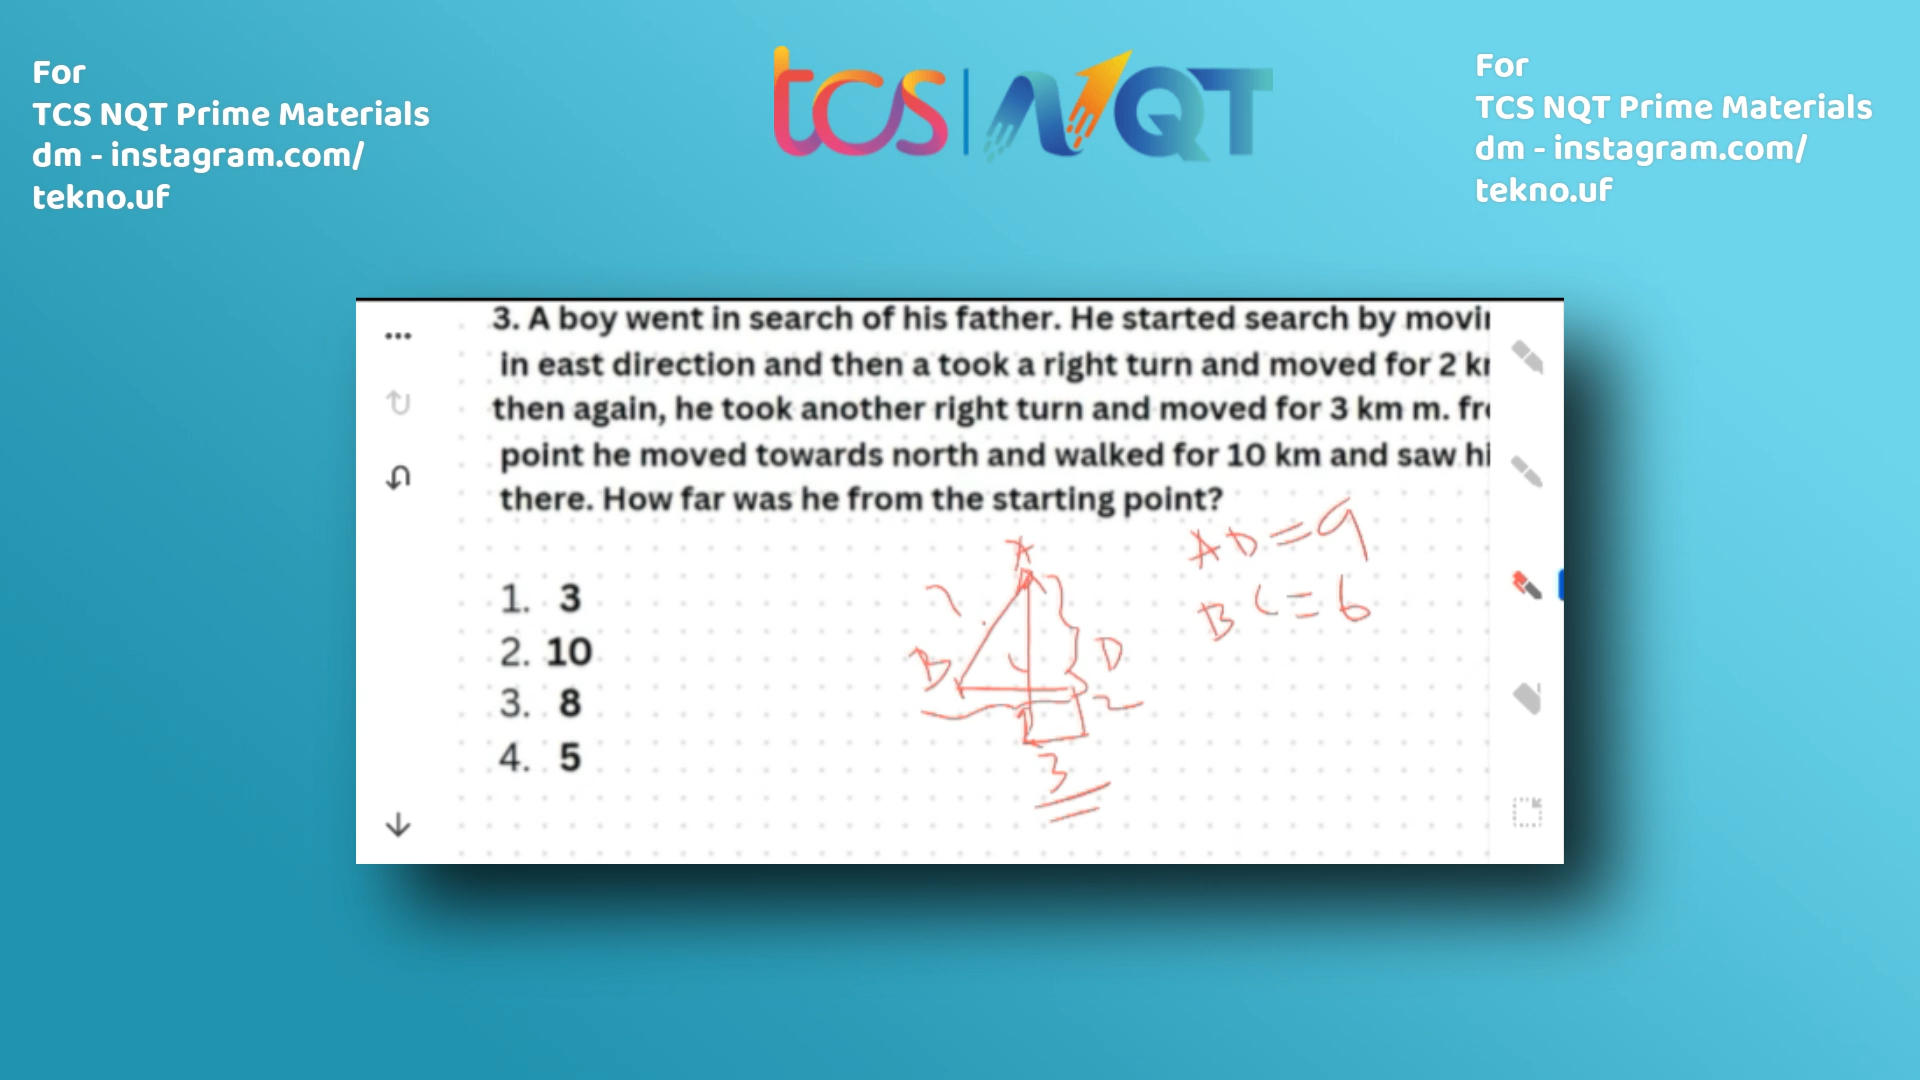 For
TCS NQT Prime Materials
dm - instagram.com/
tekno.uf
tcs | NQT
For
TCS NQT Prime Materials
dm - instagram.com/
tekno.uf
3. A boy went in search of his father. He started search by movi
in east direction and then a took a right turn and moved for 2 k
then again, he took another right turn and moved for 3 km m. fr
point he moved towards north and walked for 10 km and saw hi
there. How far was he from the starting point?
1. 3
2. 10
3. 8
4. 5
A
B
D
2
3
AD=9
BC=6